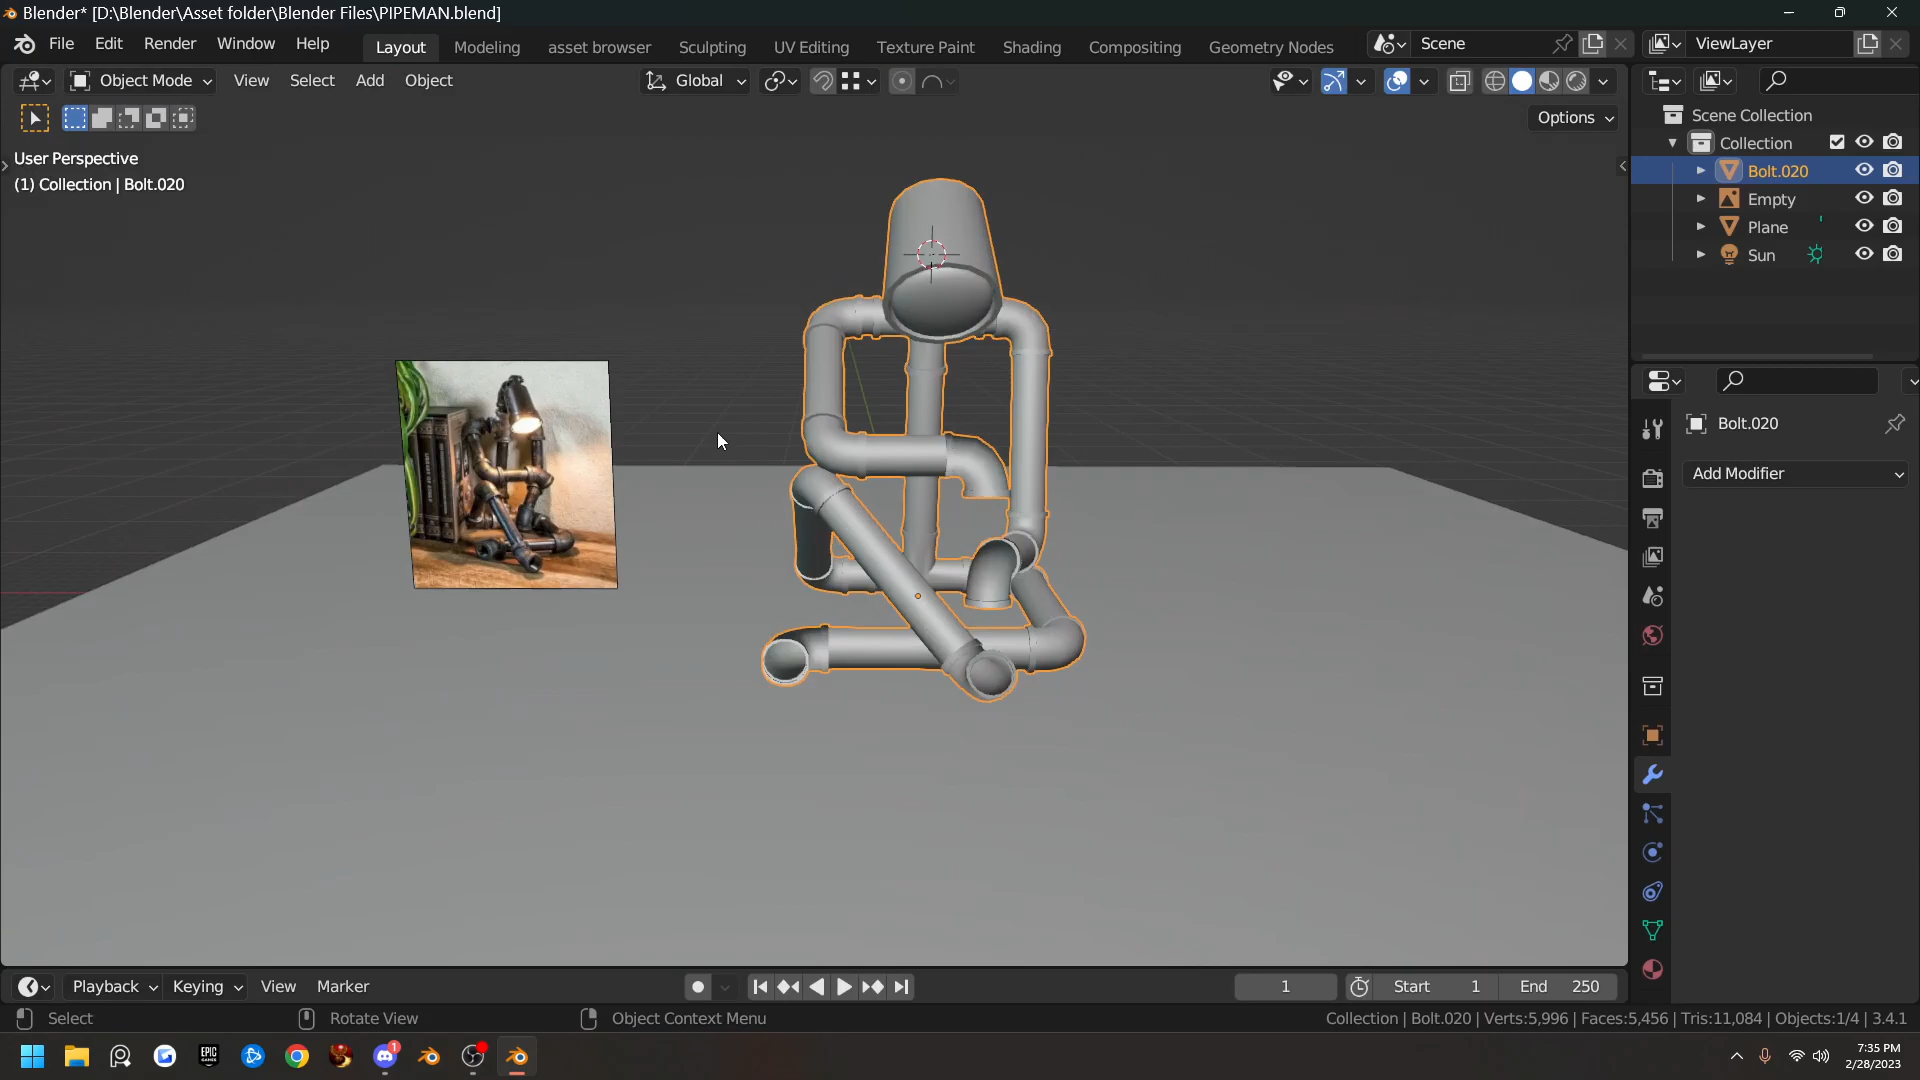 Blender* [D:\Blender\Asset folder\Blender Files\PIPEMAN.blend]
File Edit Render Window Help
Layout Modeling asset browser Sculpting UV Editing Texture Paint Shading Compositing Geometry Nodes
Scene
ViewLayer
Object Mode View Select Add Object
Global
Options
User Perspective
(1) Collection | Bolt.020
Scene Collection
Collection
Bolt.020
Empty
Plane
Sun
Bolt.020
Add Modifier
Playback Keying View Marker
1
Start 1
End 250
Select
Rotate View
Object Context Menu
Collection | Bolt.020 | Verts:5,996 | Faces:5,456 | Tris:11,084 | Objects:1/4 | 3.4.1
EPIC
GAMES
1
7:35 PM
2/28/2023